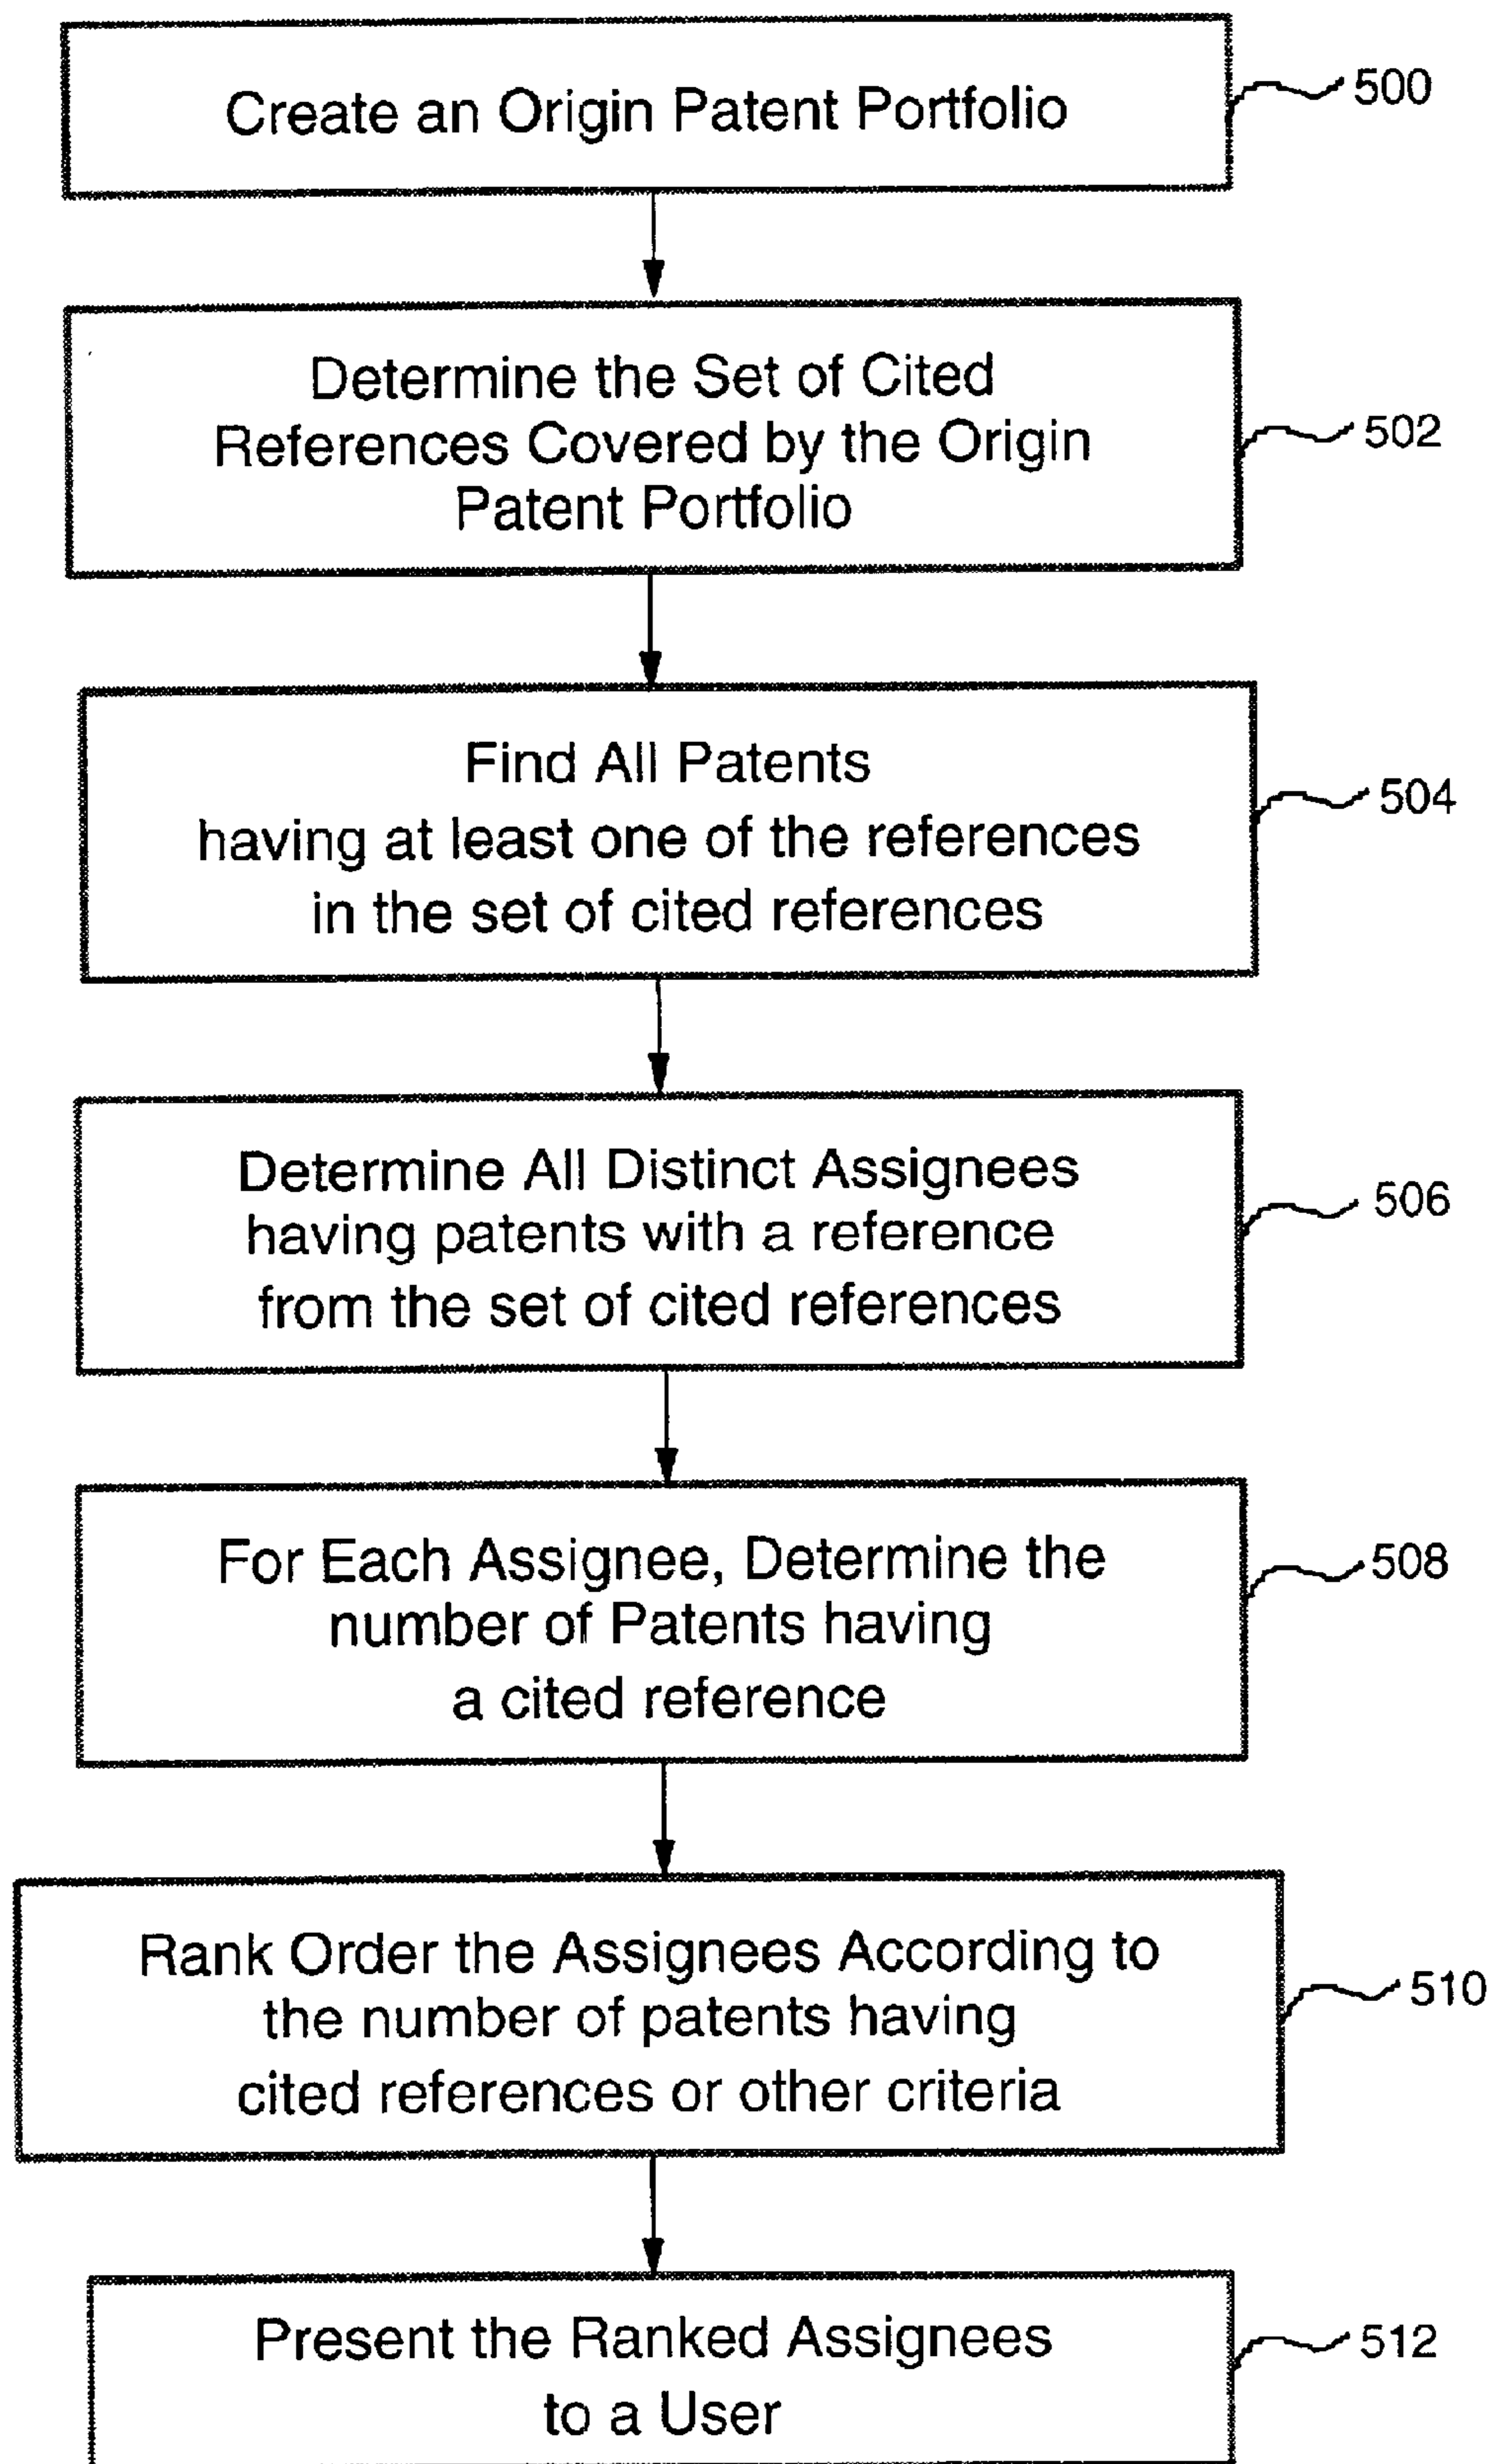 Create an Origin Patent Portfolio
500
Determine the Set of Cited
References Covered by the Origin
Patent Portfolio
502
Find All Patents
having at least one of the references
in the set of cited references
504
Determine All Distinct Assignees
having patents with a reference
from the set of cited references
506
For Each Assignee, Determine the
number of Patents having
a cited reference
508
Rank Order the Assignees According to
the number of patents having
cited references or other criteria
510
Present the Ranked Assignees
to a User
512